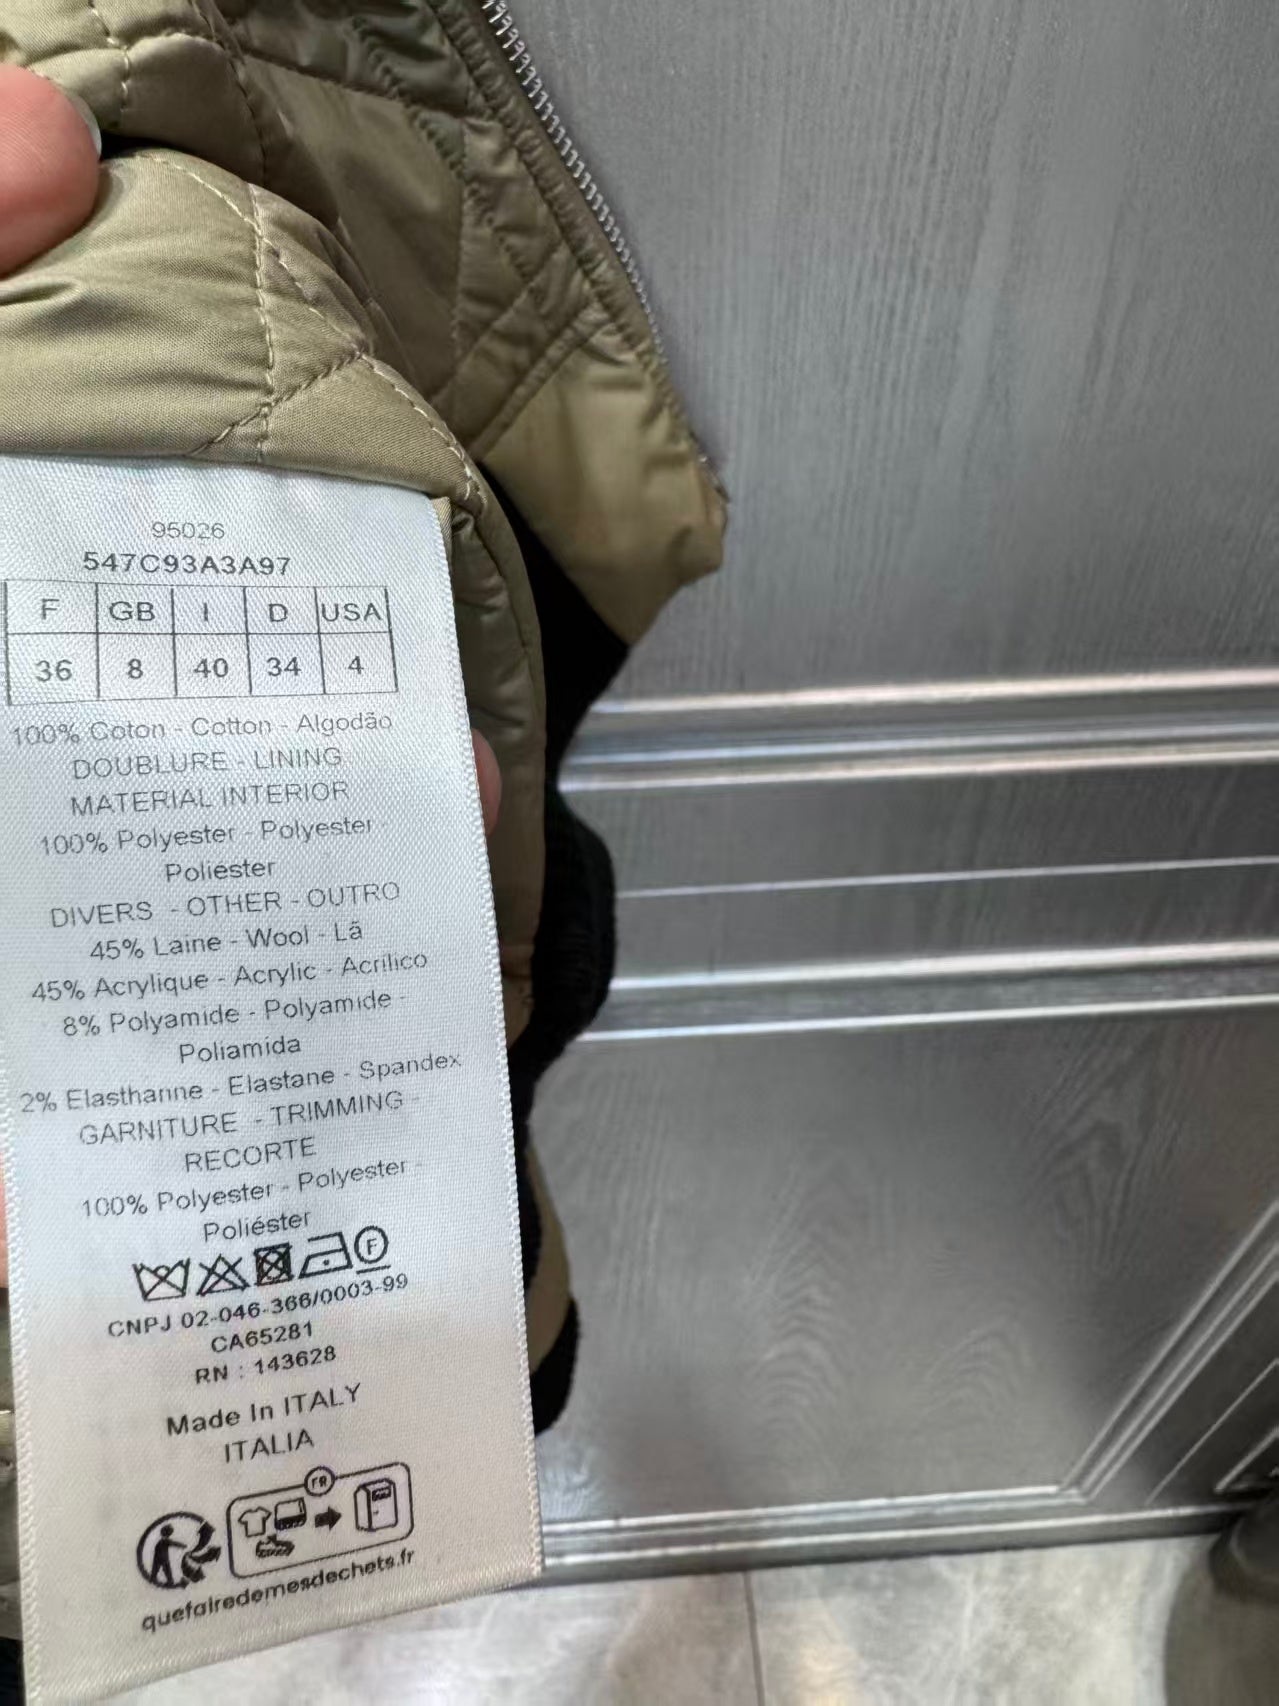 95026
547C93A3A97
F GB I D USA
36 8 40 34 4
100% Coton - Cotton - Algodão
DOUBLURE - LINING
MATERIAL INTERIOR
100% Polyester - Polyester -
Poliéster
DIVERS - OTHER - OUTRO
45% Laine - Wool - Lã
45% Acrylique - Acrylic - Acrílico
8% Polyamide - Polyamide -
Poliamida
2% Elasthanne - Elastane - Spandex
GARNITURE - TRIMMING -
RECORTE
100% Polyester - Polyester -
Poliéster
F
CNPJ 02-046-366/0003-99
CA65281
RN : 143628
Made In ITALY
ITALIA
FR
quefairedemesdechets.fr